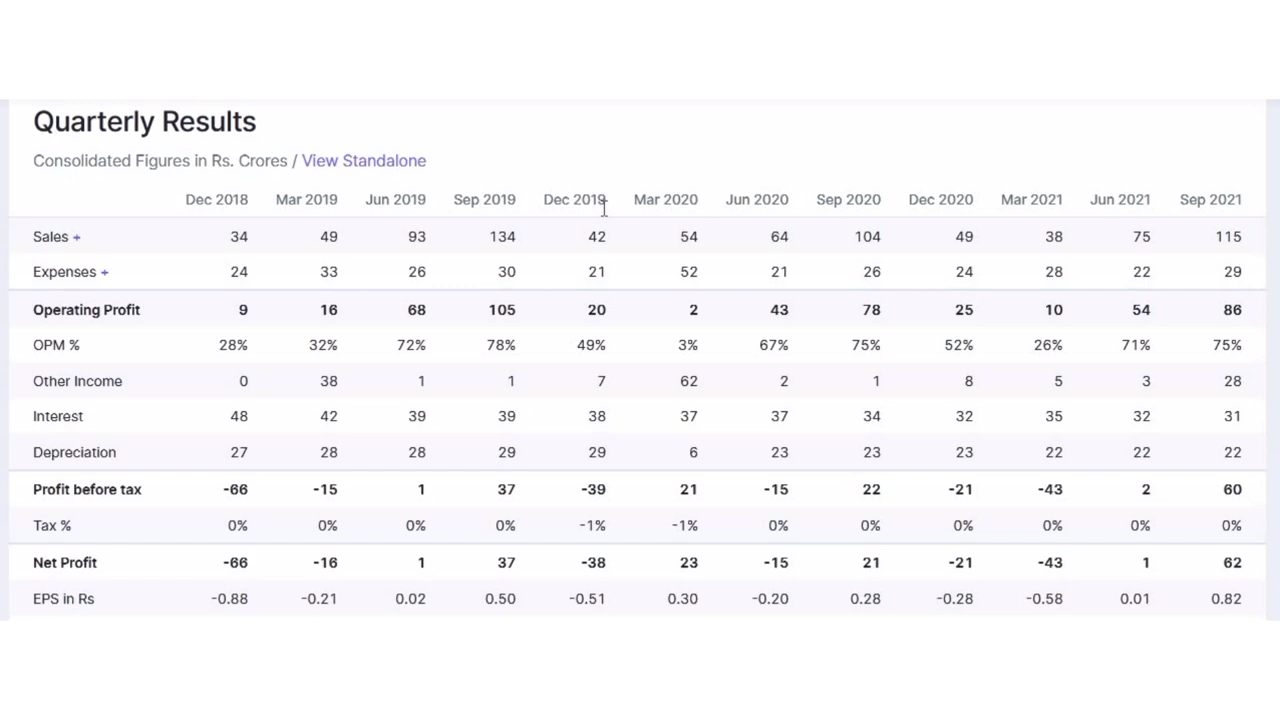 Quarterly Results
Consolidated Figures in Rs. Crores / View Standalone
Dec 2018 Mar 2019 Jun 2019 Sep 2019 Dec 2019 Mar 2020 Jun 2020 Sep 2020 Dec 2020 Mar 2021 Jun 2021 Sep 2021
Sales + 34 49 93 134 42 54 64 104 49 38 75 115
Expenses + 24 33 26 30 21 52 21 26 24 28 22 29
Operating Profit 9 16 68 105 20 2 43 78 25 10 54 86
OPM % 28% 32% 72% 78% 49% 3% 67% 75% 52% 26% 71% 75%
Other Income 0 38 1 1 7 62 2 1 8 5 3 28
Interest 48 42 39 39 38 37 37 34 32 35 32 31
Depreciation 27 28 28 29 29 6 23 23 23 22 22 22
Profit before tax -66 -15 1 37 -39 21 -15 22 -21 -43 2 60
Tax % 0% 0% 0% 0% -1% -1% 0% 0% 0% 0% 0% 0%
Net Profit -66 -16 1 37 -38 23 -15 21 -21 -43 1 62
EPS in Rs -0.88 -0.21 0.02 0.50 -0.51 0.30 -0.20 0.28 -0.28 -0.58 0.01 0.82